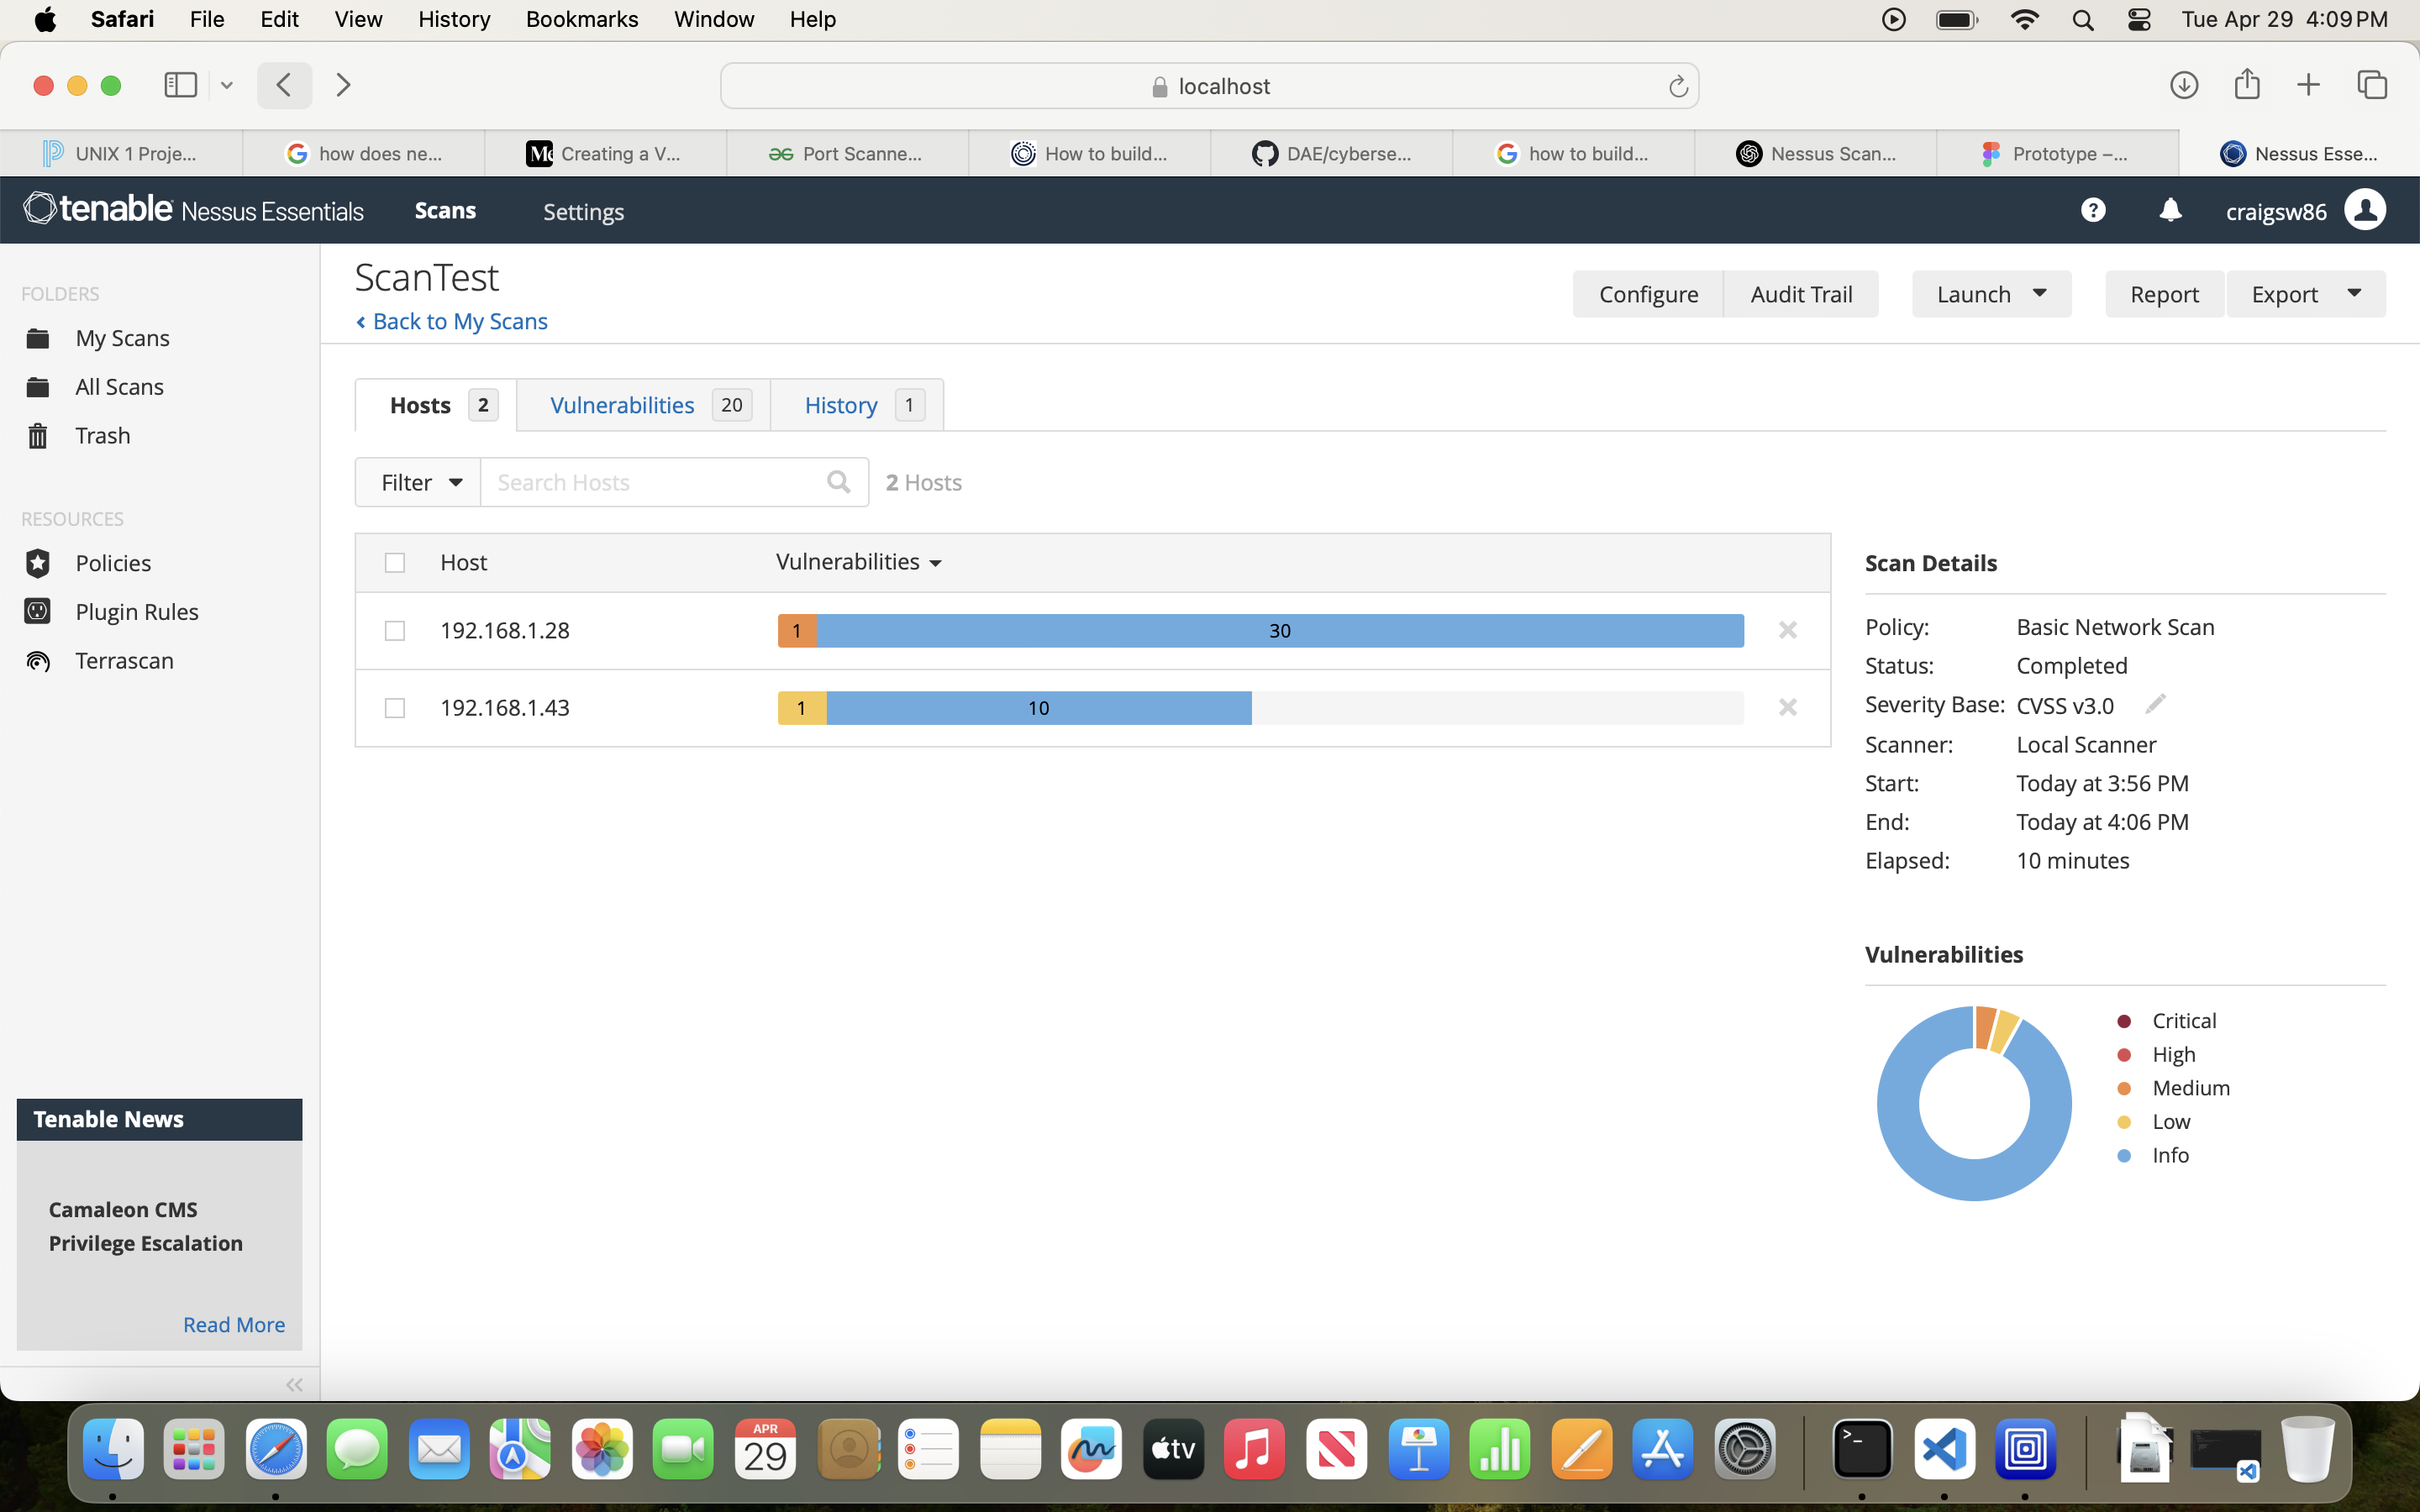 Safari File Edit View History Bookmarks Window Help Tue Apr 29 4:09 PM
localhost
UNIX 1 Proje... how does ne... Creating a V... Port Scanne... How to build... DAE/cyberse... how to build... Nessus Scan... Prototype –... Nessus Esse...
tenable Nessus Essentials Scans Settings craigsw86
FOLDERS
My Scans
All Scans
Trash
RESOURCES
Policies
Plugin Rules
Terrascan
Tenable News
Camaleon CMS
Privilege Escalation
Read More
ScanTest
Back to My Scans
Configure Audit Trail Launch Report Export
Hosts 2 Vulnerabilities 20 History 1
Filter Search Hosts 2 Hosts
Host Vulnerabilities
192.168.1.28 1 30
192.168.1.43 1 10
Scan Details
Policy: Basic Network Scan
Status: Completed
Severity Base: CVSS v3.0
Scanner: Local Scanner
Start: Today at 3:56 PM
End: Today at 4:06 PM
Elapsed: 10 minutes
Vulnerabilities
Critical
High
Medium
Low
Info
APR
29
tv